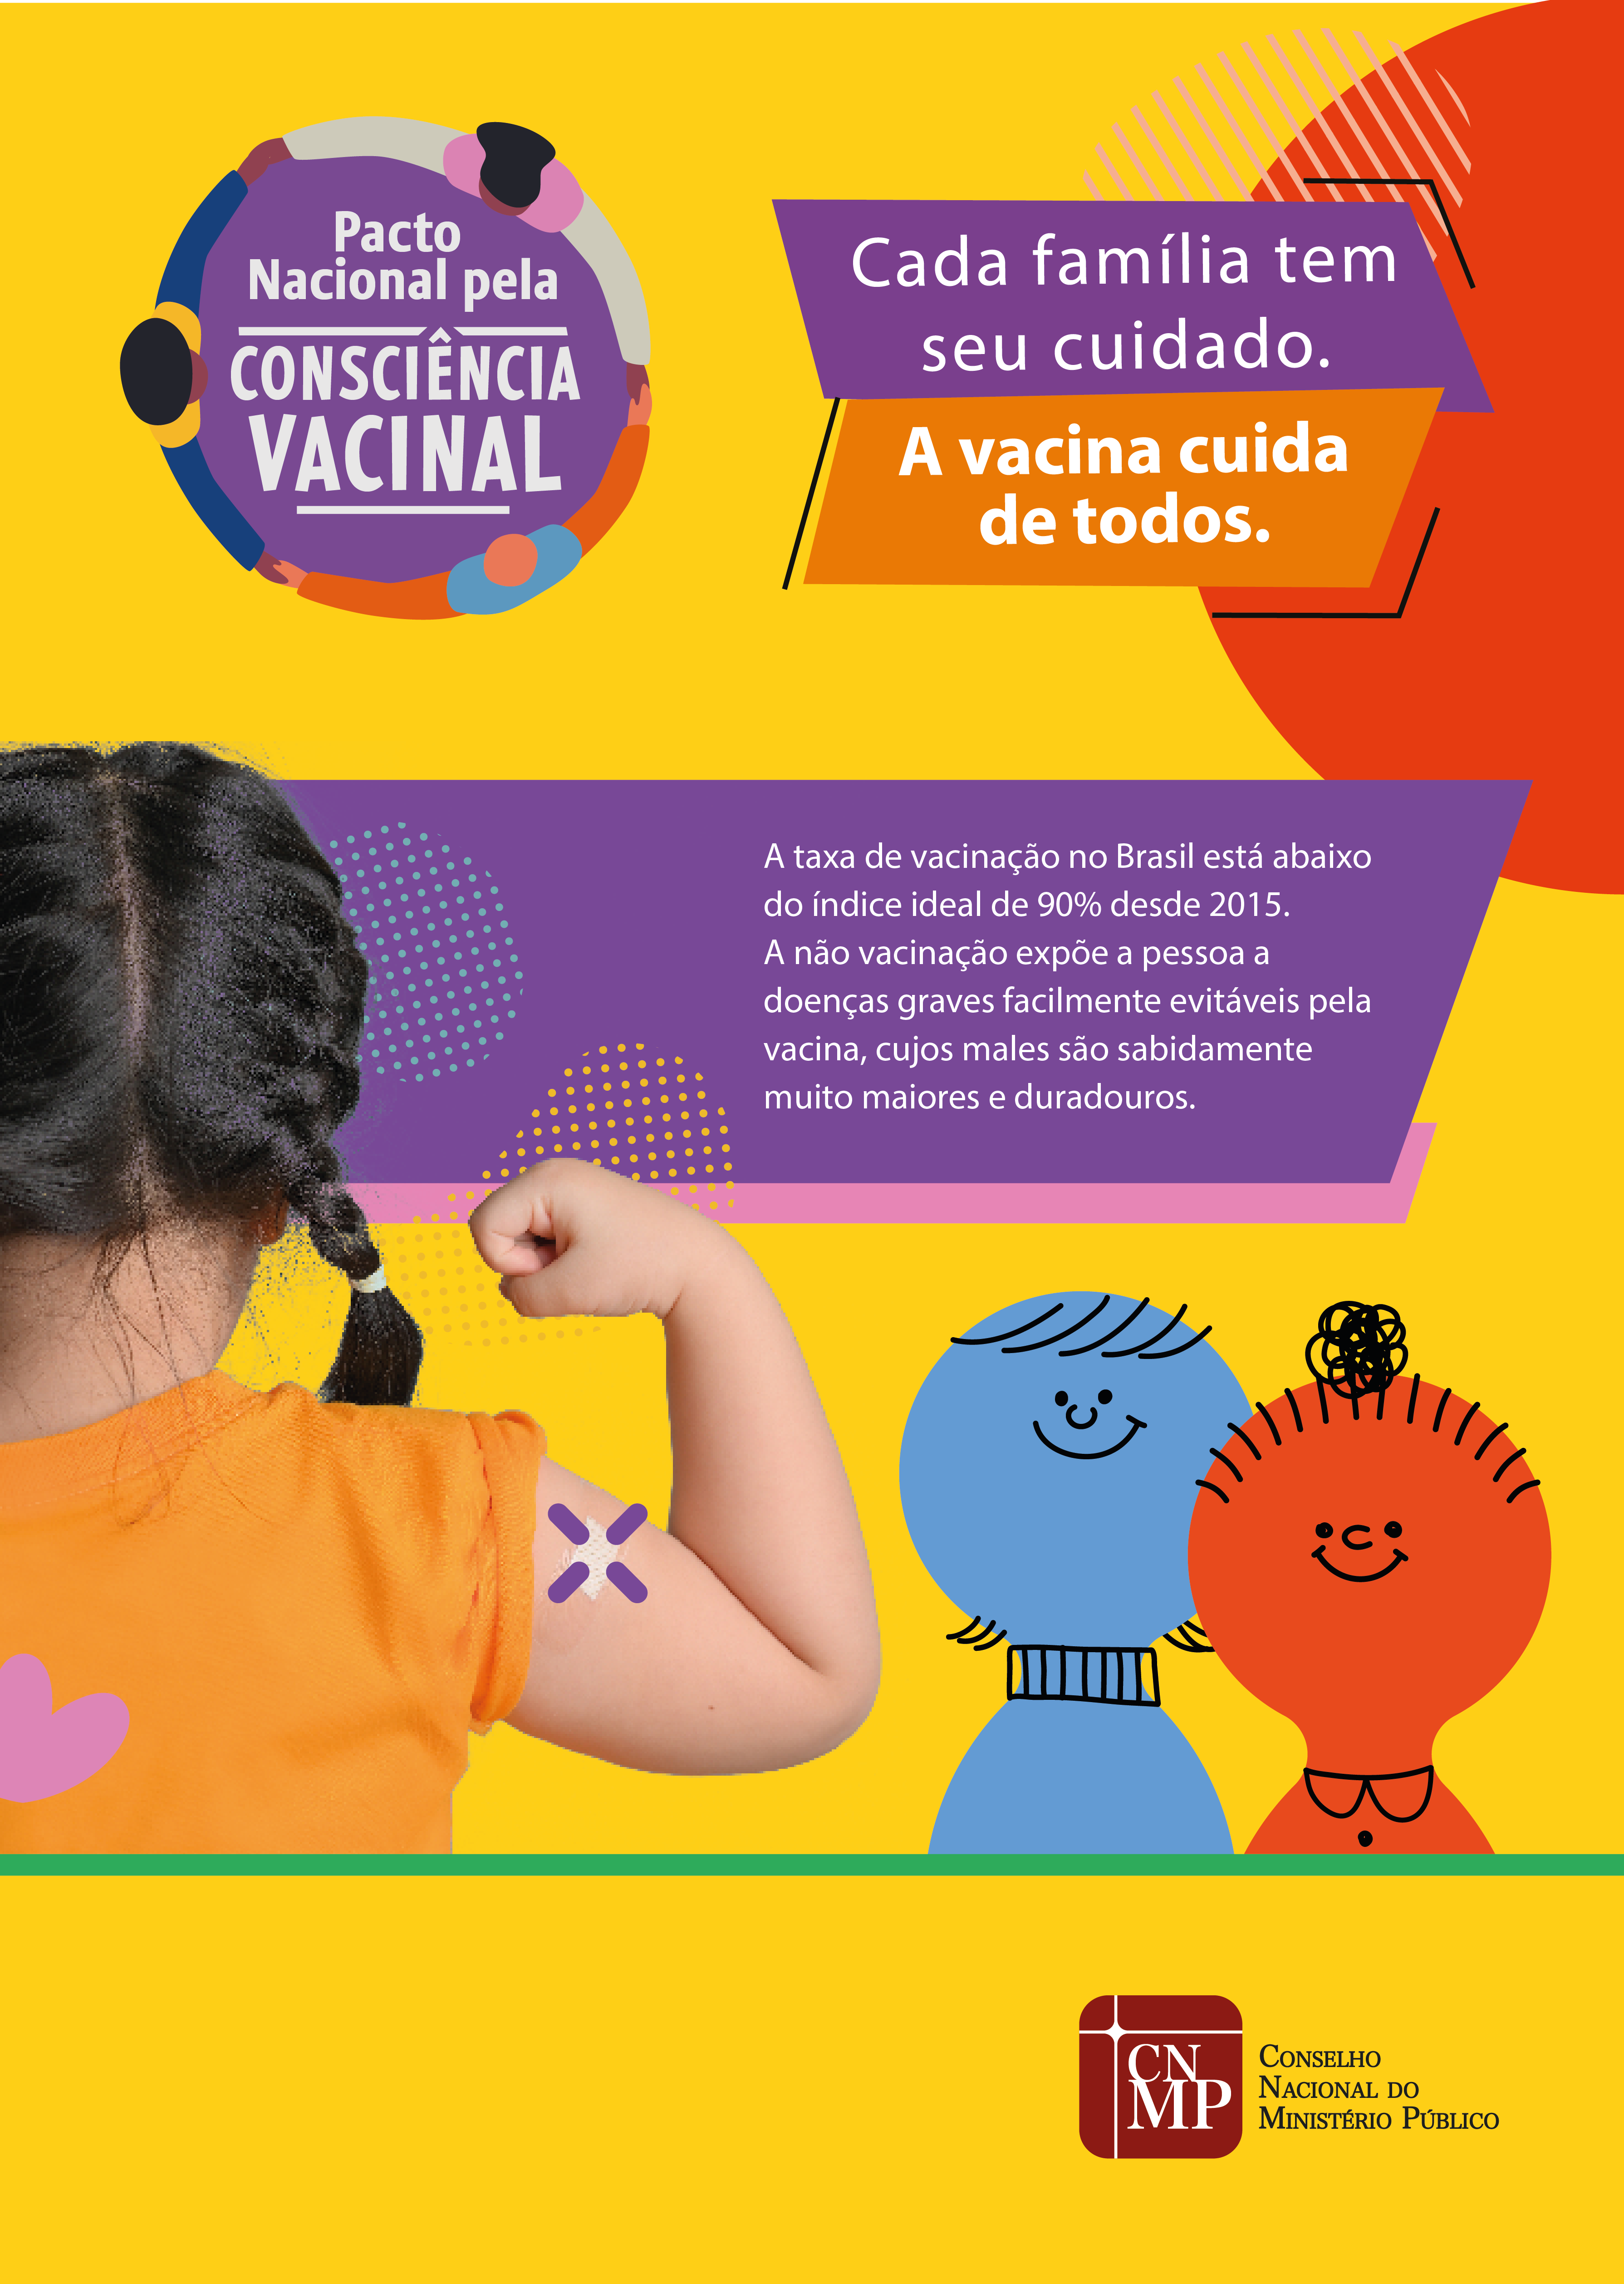 Pacto
Nacional pela
CONSCIÊNCIA
VACINAL
Cada família tem
seu cuidado.
A vacina cuida
de todos.
A taxa de vacinação no Brasil está abaixo
do índice ideal de 90% desde 2015.
A não vacinação expõe a pessoa a
doenças graves facilmente evitáveis pela
vacina, cujos males são sabidamente
muito maiores e duradouros.
CN
MP
CONSELHO
NACIONAL DO
MINISTÉRIO PÚBLICO